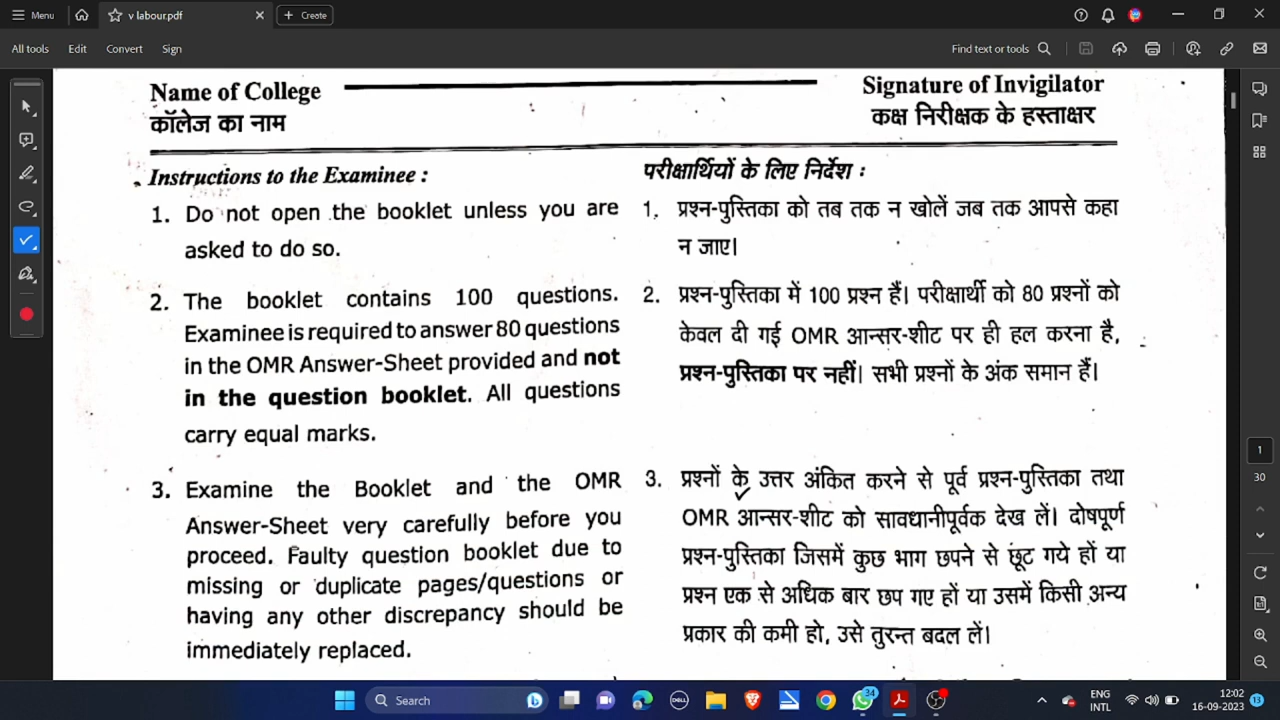 Menu
v labour.pdf
Create
All tools Edit Convert Sign
Find text or tools
Name of College
Signature of Invigilator
कॉलेज का नाम
कक्ष निरीक्षक के हस्ताक्षर
Instructions to the Examinee :
1. Do not open the booklet unless you are
asked to do so.
2. The booklet contains 100 questions.
Examinee is required to answer 80 questions
in the OMR Answer-Sheet provided and not
in the question booklet. All questions
carry equal marks.
3. Examine the Booklet and the OMR
Answer-Sheet very carefully before you
proceed. Faulty question booklet due to
missing or duplicate pages/questions or
having any other discrepancy should be
immediately replaced.
परीक्षार्थियों के लिए निर्देश :
1. प्रश्न-पुस्तिका को तब तक न खोलें जब तक आपसे कहा
न जाए।
2. प्रश्न-पुस्तिका में 100 प्रश्न हैं। परीक्षार्थी को 80 प्रश्नों को
केवल दी गई OMR आन्सर-शीट पर ही हल करना है,
प्रश्न-पुस्तिका पर नहीं। सभी प्रश्नों के अंक समान हैं।
3. प्रश्नों के उत्तर अंकित करने से पूर्व प्रश्न-पुस्तिका तथा
OMR आन्सर-शीट को सावधानीपूर्वक देख लें। दोषपूर्ण
प्रश्न-पुस्तिका जिसमें कुछ भाग छपने से छूट गये हों या
प्रश्न एक से अधिक बार छप गए हों या उसमें किसी अन्य
प्रकार की कमी हो, उसे तुरन्त बदल लें।
1
30
Search
DELL
34
ENG
INTL
12:02
16-09-2023
13